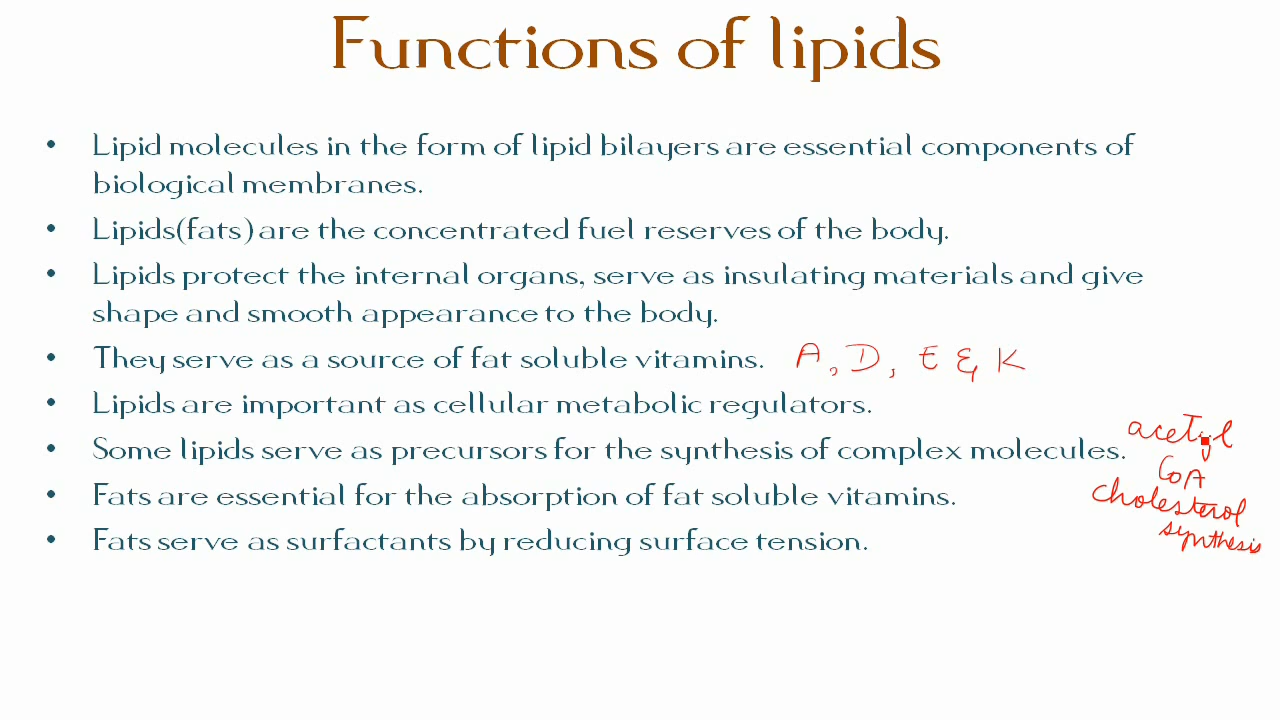 Functions of lipids
• Lipid molecules in the form of lipid bilayers are essential components of
biological membranes.
• Lipids(fats) are the concentrated fuel reserves of the body.
• Lipids protect the internal organs, serve as insulating materials and give
shape and smooth appearance to the body.
• They serve as a source of fat soluble vitamins. A, D, E & K
• Lipids are important as cellular metabolic regulators.
• Some lipids serve as precursors for the synthesis of complex molecules.
acetyl
CoA
cholesterol
synthesis
• Fats are essential for the absorption of fat soluble vitamins.
• Fats serve as surfactants by reducing surface tension.